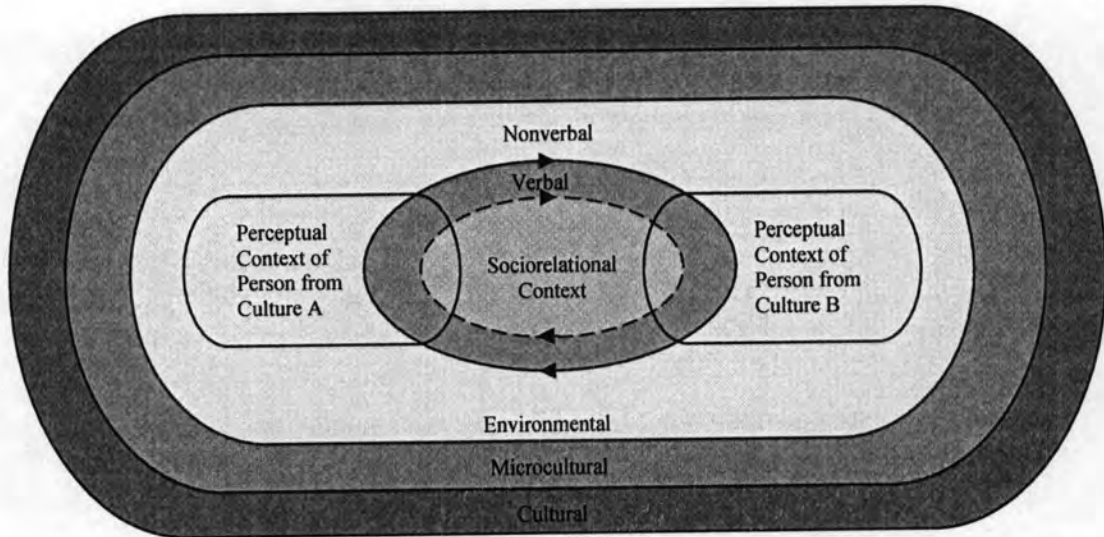 Nonverbal
Verbal
Perceptual
Context of
Person from
Culture A
Sociorelational
Context
Perceptual
Context of
Person from
Culture B
Environmental
Microcultural
Cultural